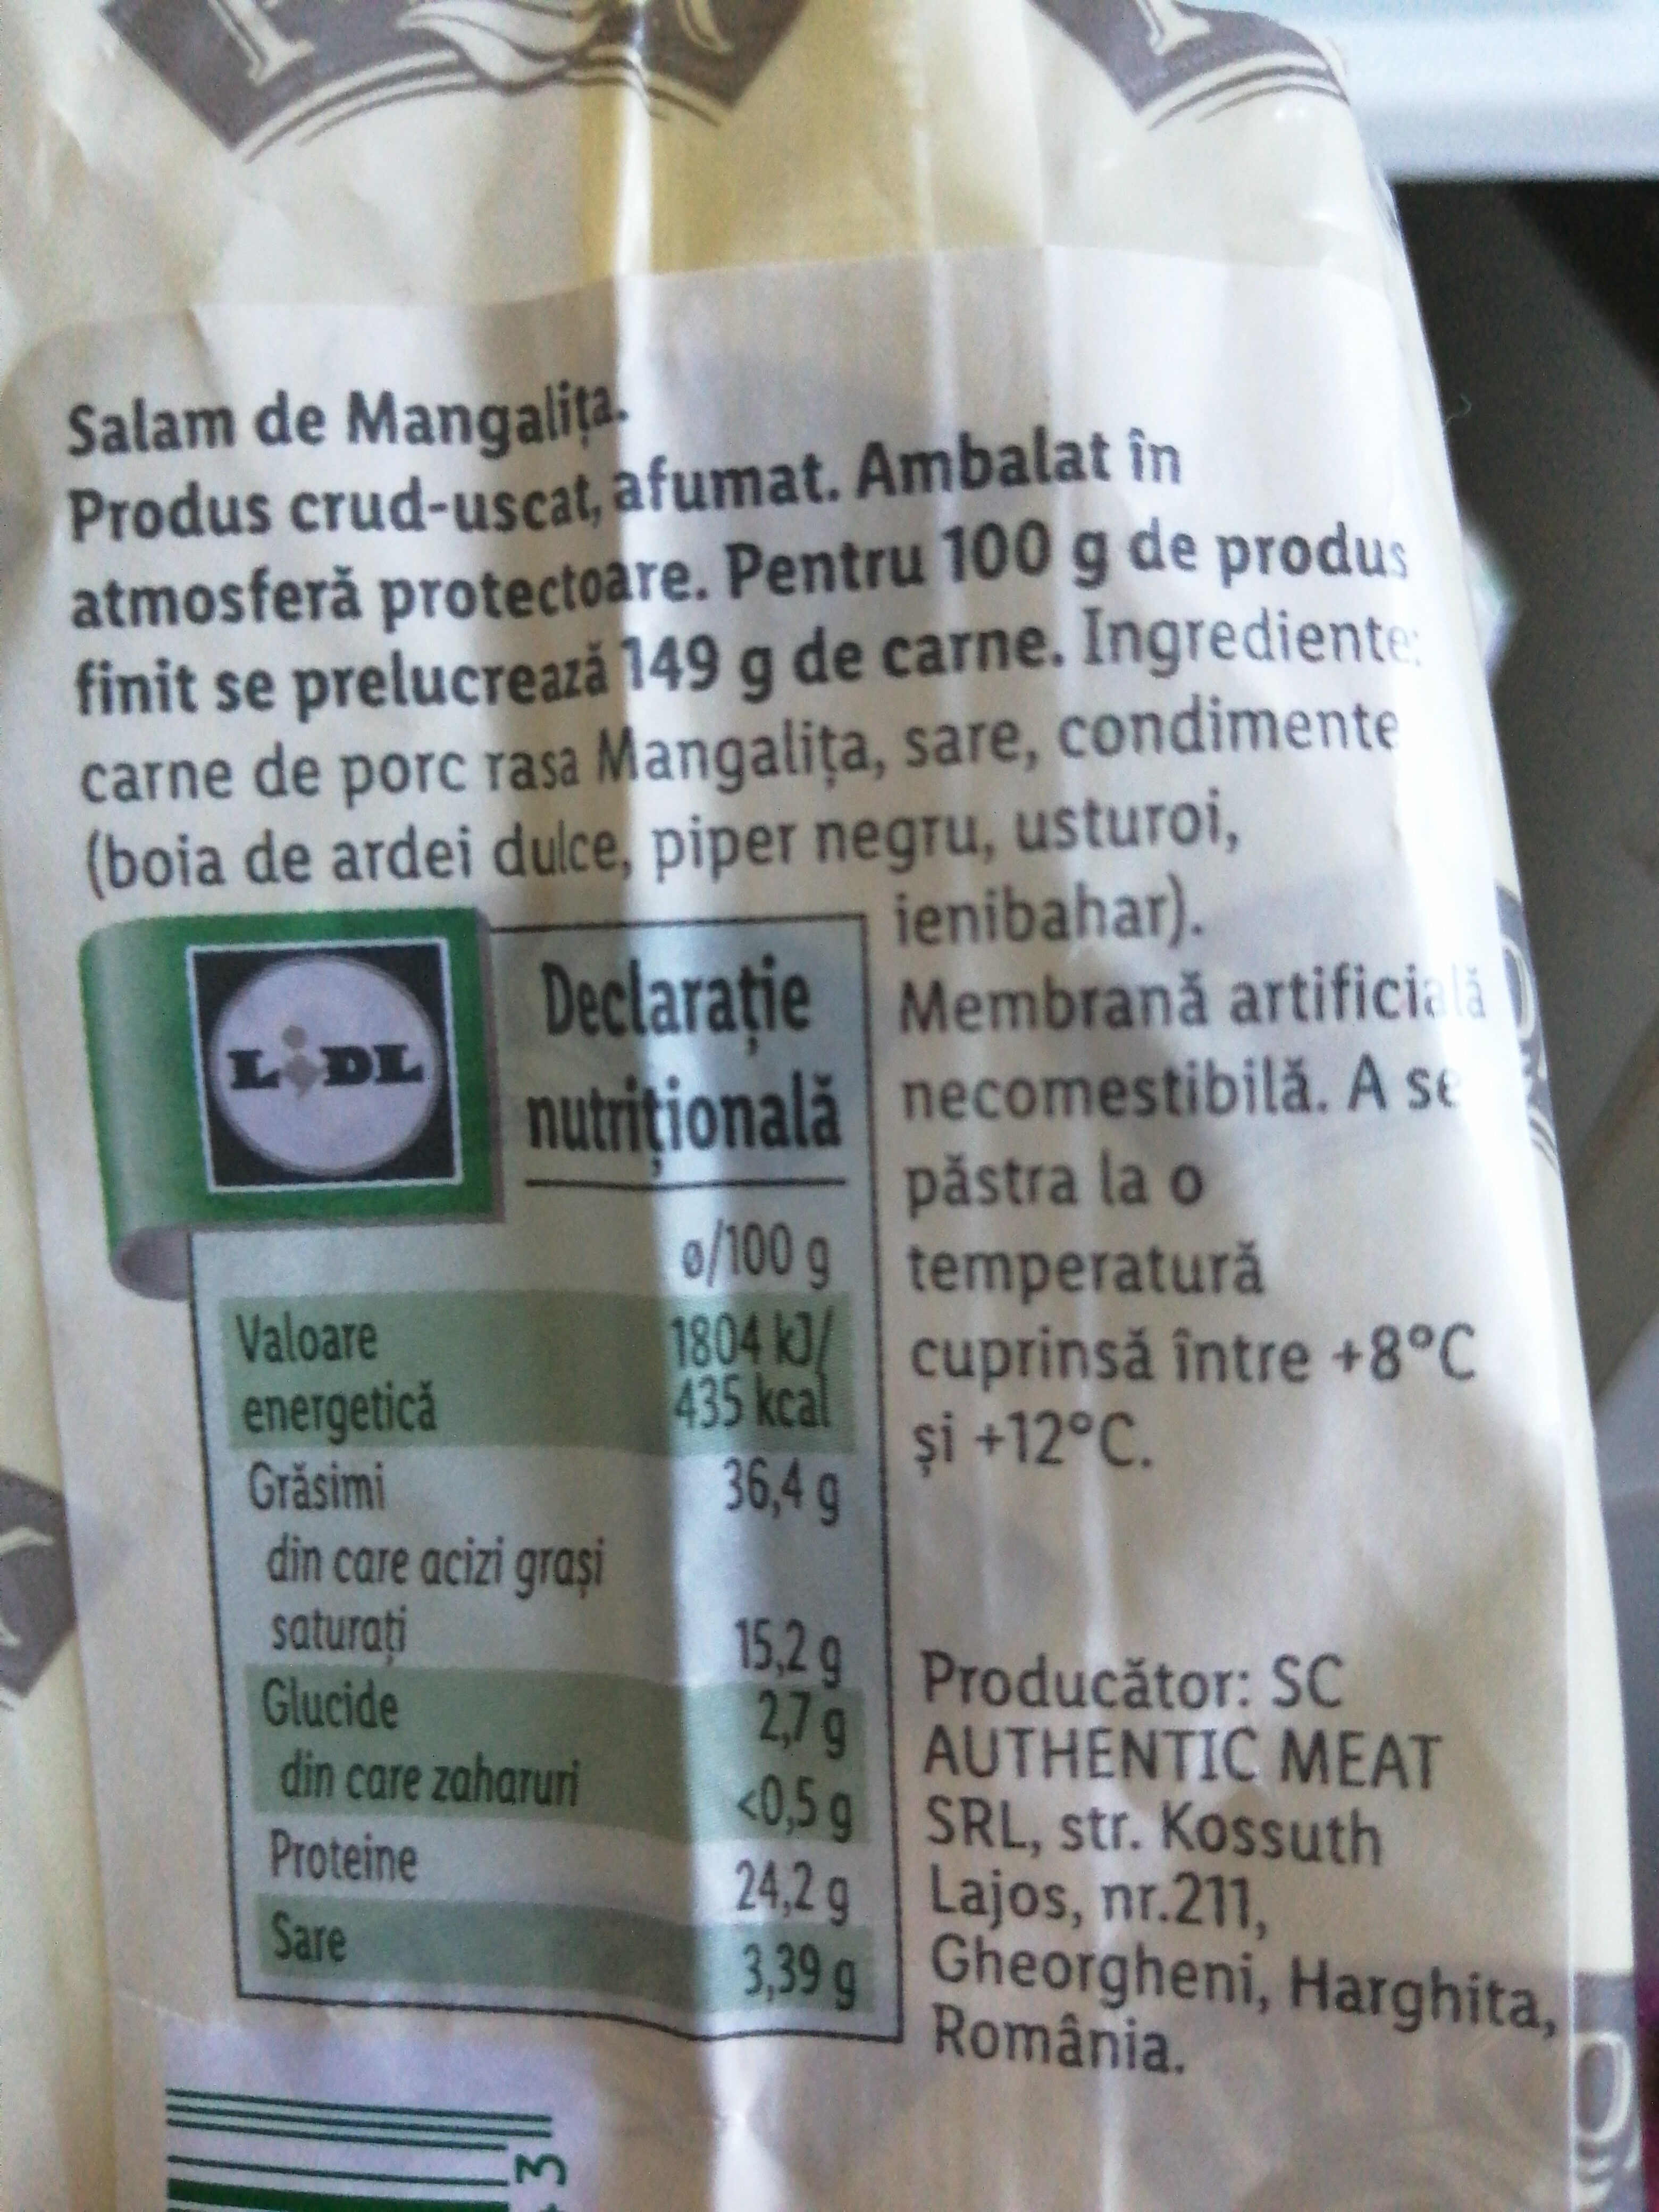 Salam de Mangalița.
Produs crud-uscat, afumat. Ambalat în
atmosferă protectoare. Pentru 100 g de produs
finit se prelucrează 149 g de carne. Ingrediente:
carne de porc rasa Mangalița, sare, condimente
(boia de ardei dulce, piper negru, usturoi,
ienibahar).
Membrană artificială
necomestibilă. A se
păstra la o
temperatură
cuprinsă între +8°C
și +12°C.
LIDL
Declarație
nutrițională
ø/100 g
Valoare 1804 kJ/
energetică 435 kcal
Grăsimi 36,4 g
din care acizi grași
saturați 15,2 g
Glucide 2,7 g
din care zaharuri <0,5 g
Proteine 24,2 g
Sare 3,39 g
Producător: SC
AUTHENTIC MEAT
SRL, str. Kossuth
Lajos, nr.211,
Gheorgheni, Harghita,
România.
3